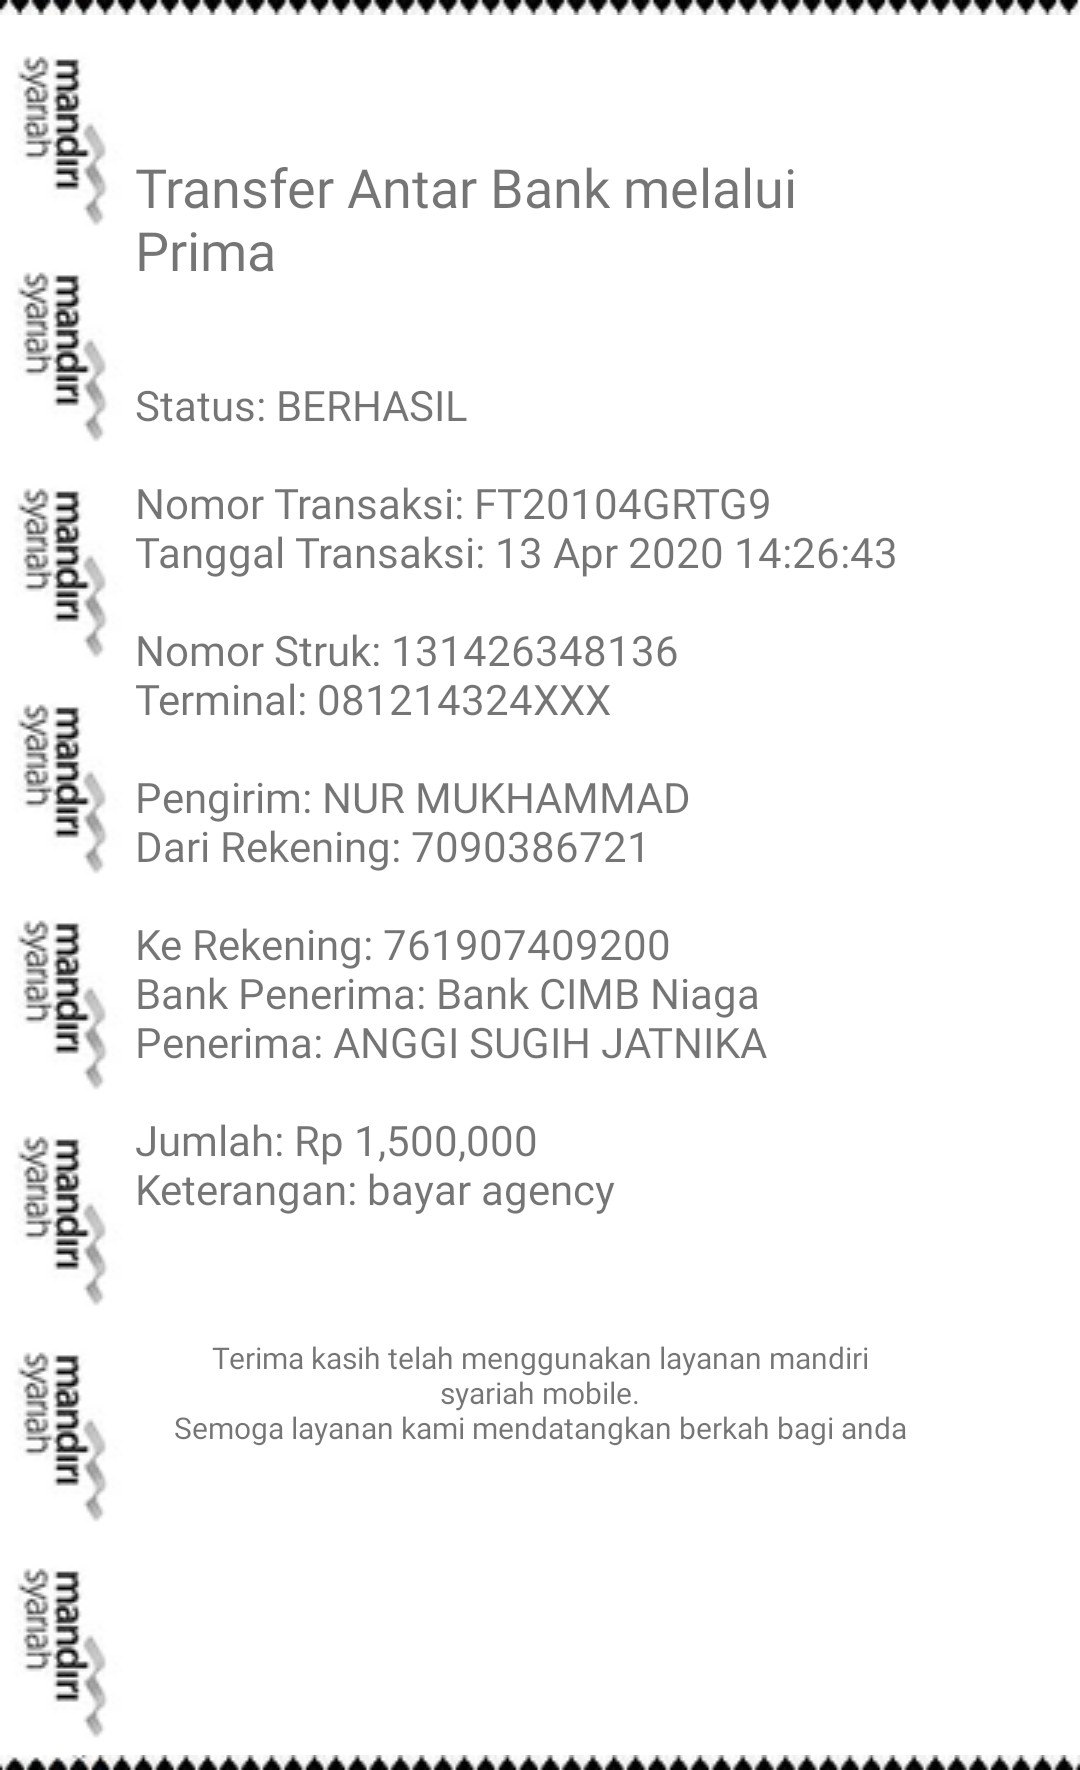 mandiri
syariah
mandiri
syariah
mandiri
syariah
mandiri
syariah
mandiri
syariah
mandiri
syariah
mandiri
syariah
mandiri
syariah
Transfer Antar Bank melalui
Prima
Status: BERHASIL
Nomor Transaksi: FT20104GRTG9
Tanggal Transaksi: 13 Apr 2020 14:26:43
Nomor Struk: 131426348136
Terminal: 081214324XXX
Pengirim: NUR MUKHAMMAD
Dari Rekening: 7090386721
Ke Rekening: 761907409200
Bank Penerima: Bank CIMB Niaga
Penerima: ANGGI SUGIH JATNIKA
Jumlah: Rp 1,500,000
Keterangan: bayar agency
Terima kasih telah menggunakan layanan mandiri
syariah mobile.
Semoga layanan kami mendatangkan berkah bagi anda